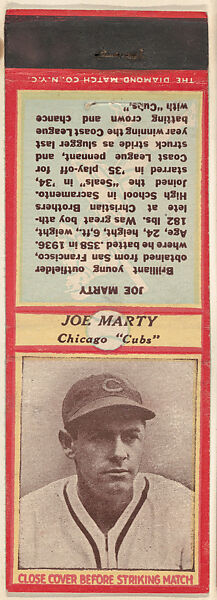 THE DIAMOND MATCH CO. N.Y.C.
JOE MARTY
Brilliant young outfielder
obtained from San Francisco,
where he batted .358 1936.
Age, 24, height, 6 ft., weight,
182 lbs. Was great boy ath-
lete at Christian Brothers
High School in Sacramento.
Joined the "Seals" in '34,
starred in '35 play-off for
Coast League pennant, and
struck stride as slugger last
year winning Coast League
batting crown and chance
with "Cubs."
JOE MARTY
Chicago "Cubs"
C
CLOSE COVER BEFORE STRIKING MATCH